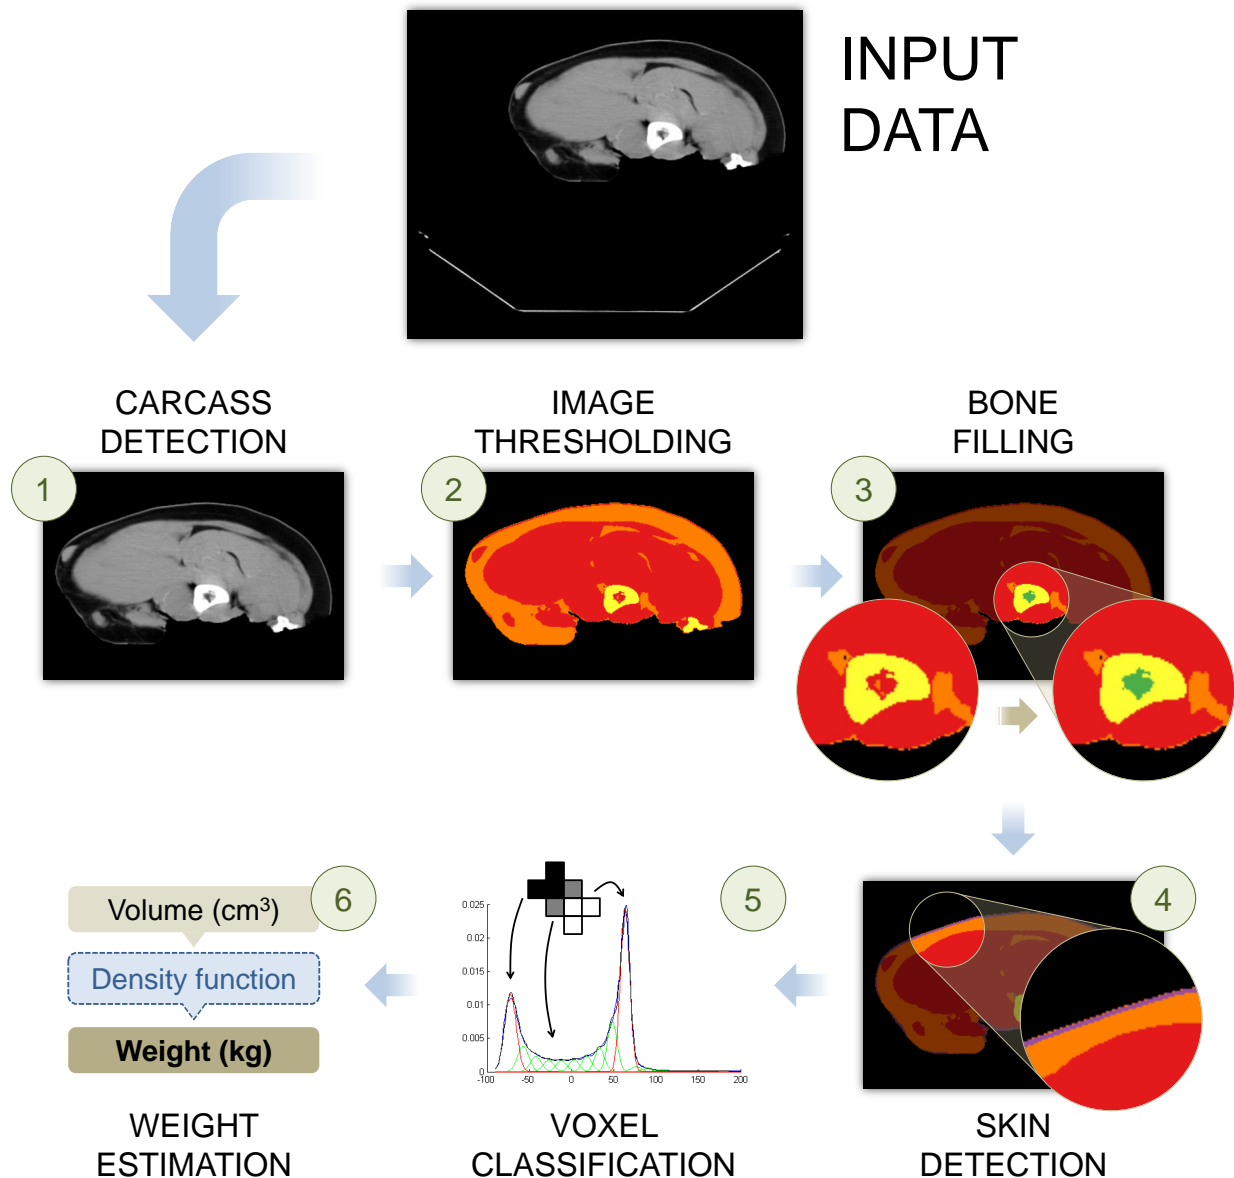 INPUT
DATA
CARCASS
DETECTION
IMAGE
THRESHOLDING
BONE
FILLING
1
2
3
6
5
4
Volume (cm³)
Density function
Weight (kg)
0.025
0.02
0.015
0.01
0.005
0
-100
-50
0
50
100
150
200
WEIGHT
ESTIMATION
VOXEL
CLASSIFICATION
SKIN
DETECTION